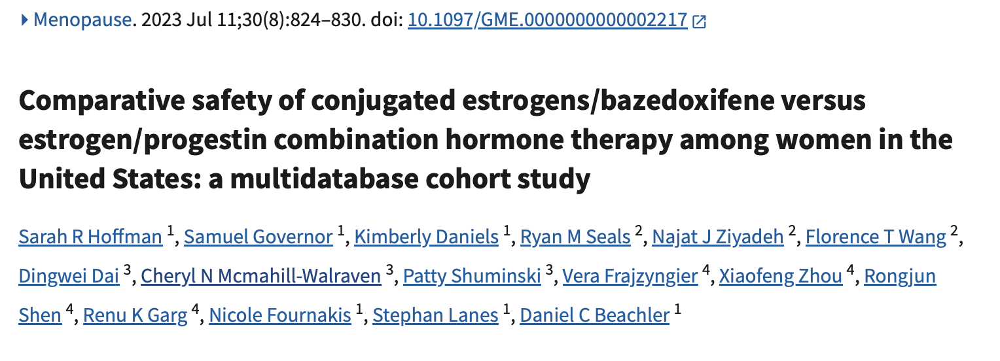 Menopause. 2023 Jul 11;30(8):824–830. doi: 10.1097/GME.0000000000002217
Comparative safety of conjugated estrogens/bazedoxifene versus
estrogen/progestin combination hormone therapy among women in the
United States: a multidatabase cohort study
Sarah R Hoffman 1, Samuel Governor 1, Kimberly Daniels 1, Ryan M Seals 2, Najat J Ziyadeh 2, Florence T Wang 2,
Dingwei Dai 3, Cheryl N Mcmahill-Walraven 3, Patty Shuminski 3, Vera Frajzyngier 4, Xiaofeng Zhou 4, Rongjun
Shen 4, Renu K Garg 4, Nicole Fournakis 1, Stephan Lanes 1, Daniel C Beachler 1